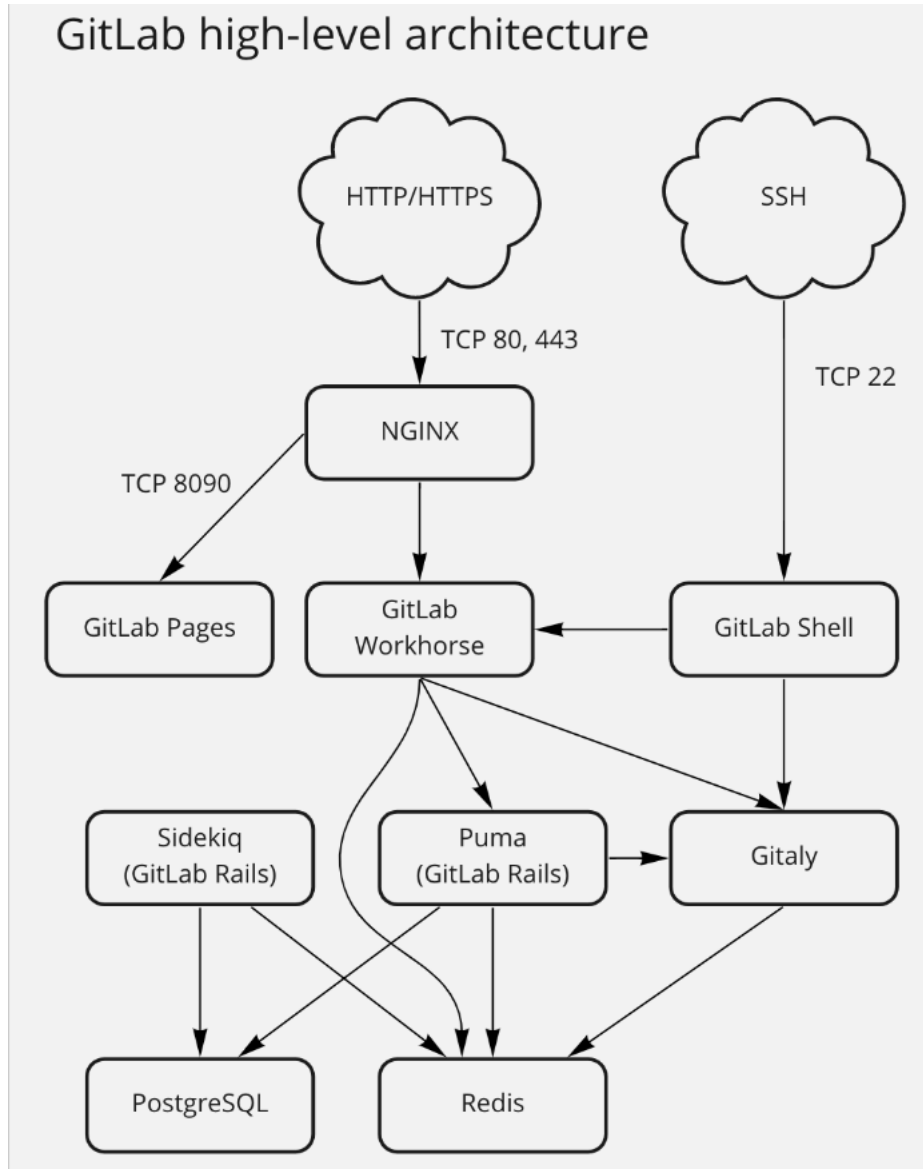 GitLab high-level architecture
HTTP/HTTPS
SSH
TCP 80, 443
TCP 22
NGINX
TCP 8090
GitLab Pages
GitLab
Workhorse
GitLab Shell
Sidekiq
(GitLab Rails)
Puma
(GitLab Rails)
Gitaly
PostgreSQL
Redis